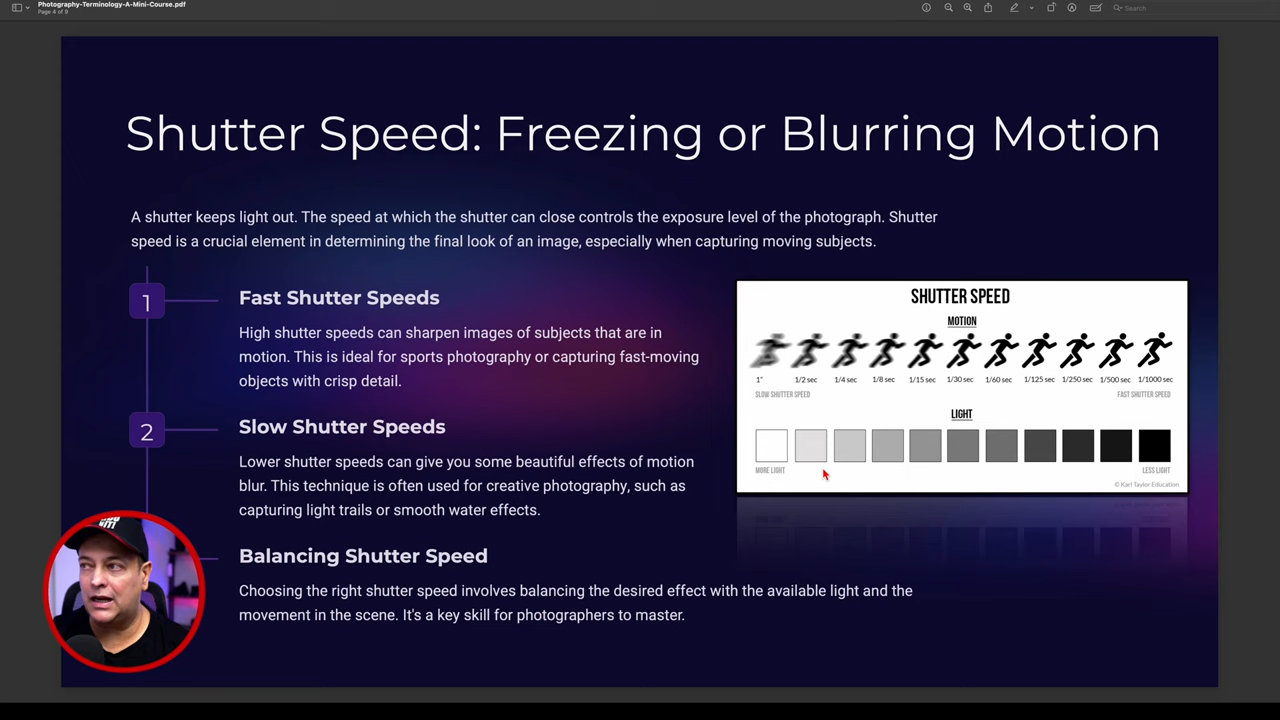 Photography-Terminology-A-Mini-Course.pdf
Page 4 of 9
Search
Shutter Speed: Freezing or Blurring Motion
A shutter keeps light out. The speed at which the shutter can close controls the exposure level of the photograph. Shutter
speed is a crucial element in determining the final look of an image, especially when capturing moving subjects.
1
Fast Shutter Speeds
High shutter speeds can sharpen images of subjects that are in
motion. This is ideal for sports photography or capturing fast-moving
objects with crisp detail.
2
Slow Shutter Speeds
Lower shutter speeds can give you some beautiful effects of motion
blur. This technique is often used for creative photography, such as
capturing light trails or smooth water effects.
Balancing Shutter Speed
Choosing the right shutter speed involves balancing the desired effect with the available light and the
movement in the scene. It's a key skill for photographers to master.
SHUTTER SPEED
MOTION
1" 1/2 sec 1/4 sec 1/8 sec 1/15 sec 1/30 sec 1/60 sec 1/125 sec 1/250 sec 1/500 sec 1/1000 sec
SLOW SHUTTER SPEED FAST SHUTTER SPEED
LIGHT
MORE LIGHT LESS LIGHT
© Karl Taylor Education